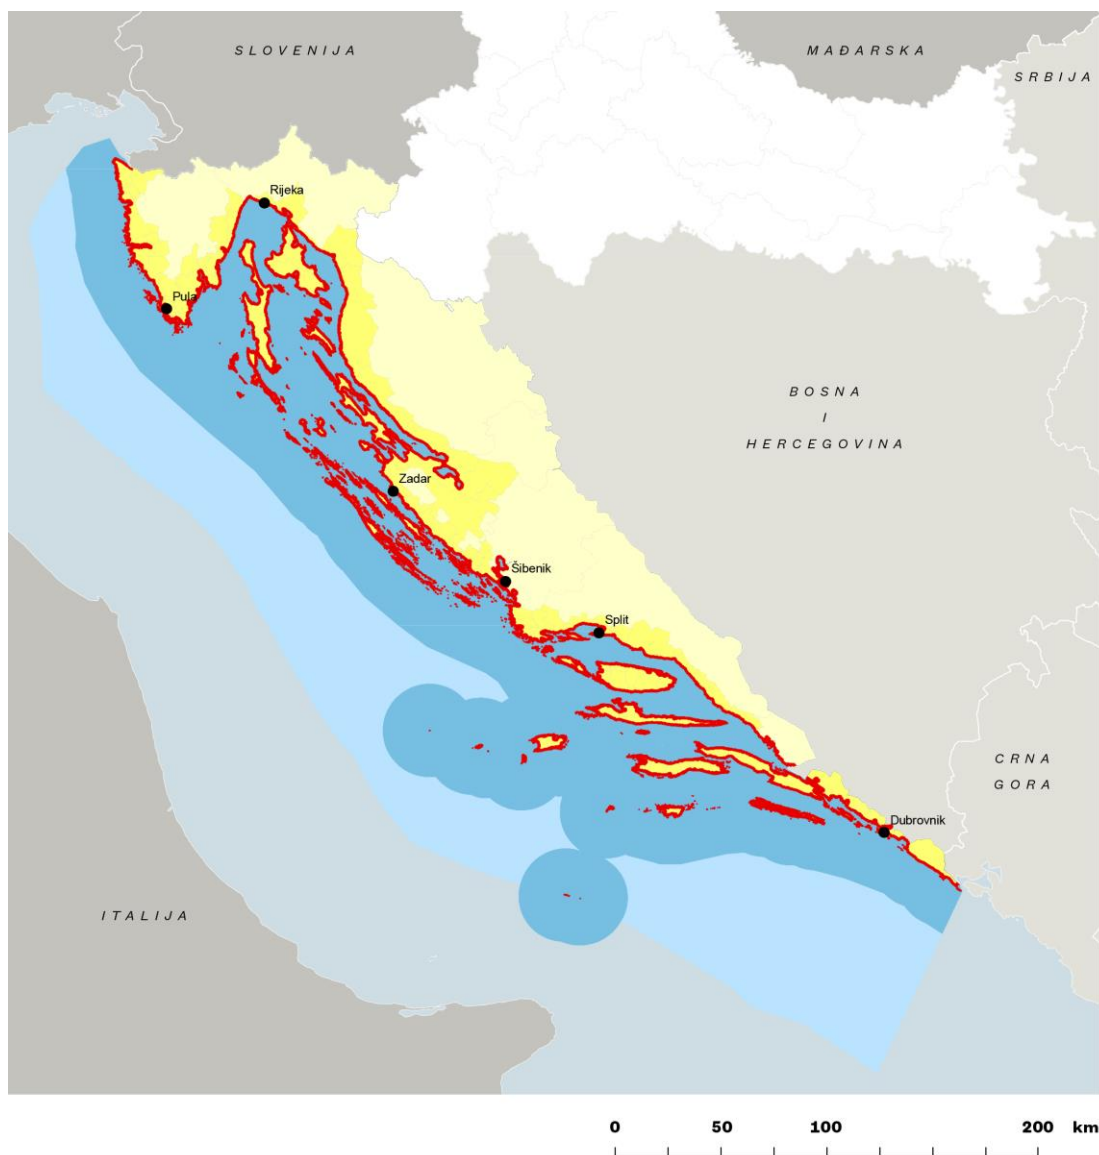 SLOVENIJA
MAĐARSKA
SRBIJA
Rijeka
Pula
BOSNA
I
HERCEGOVINA
Zadar
Šibenik
Split
CRNA
GORA
Dubrovnik
ITALIJA
0 50 100 200 km